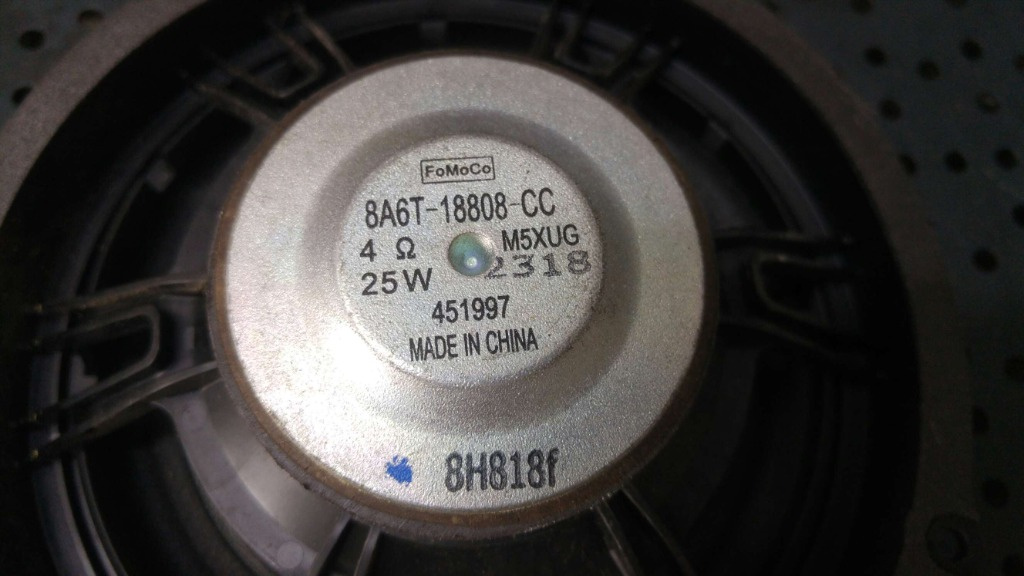 FoMoCo
8A6T-18808-CC
4 Ω M5XUG
25W 2318
451997
MADE IN CHINA
8H818f